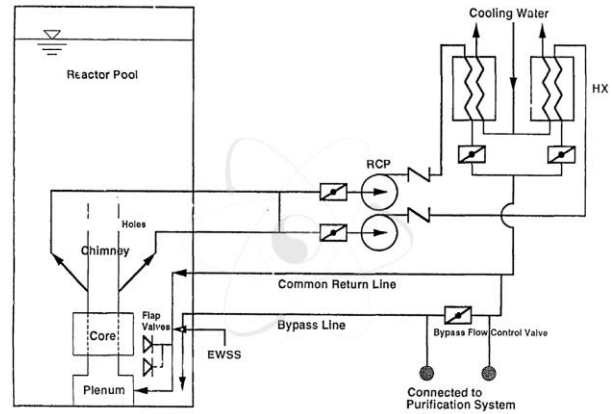 Cooling Water
Reactor Pool
HX
RCP
Holes
Chimney
Common Return Line
Flap
Valves
Bypass Line
Bypass Flow Control Valve
Core
EWSS
Plenum
Connected to
Purification System